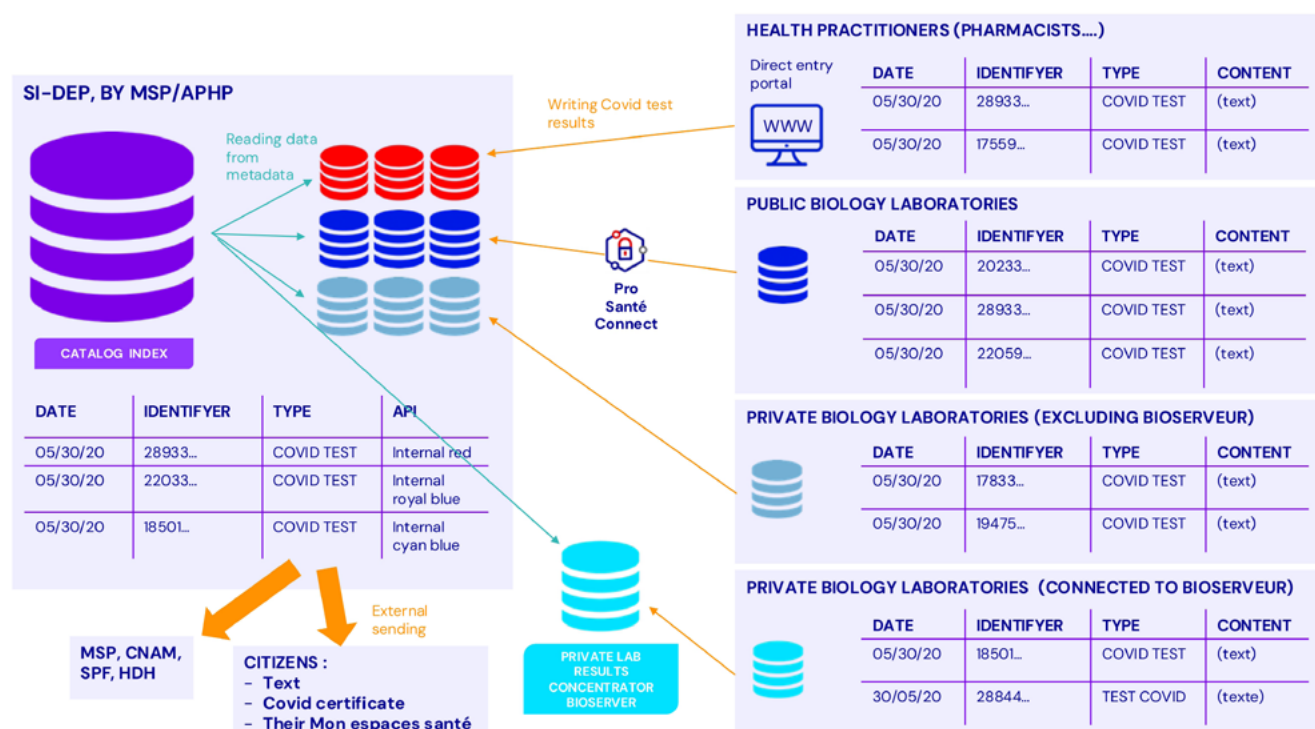 SI-DEP, BY MSP/APHP
Reading data
from
metadata
CATALOG INDEX
DATE IDENTIFYER TYPE API
05/30/20 28933... COVID TEST Internal red
05/30/20 22033... COVID TEST Internal
royal blue
05/30/20 18501... COVID TEST Internal
cyan blue
External
sending
MSP, CNAM,
SPF, HDH
CITIZENS :
- Text
- Covid certificate
- Their Mon espaces santé
Writing Covid test
results
Pro
Santé
Connect
PRIVATE LAB
RESULTS
CONCENTRATOR
BIOSERVER
HEALTH PRACTITIONERS (PHARMACISTS....)
Direct entry
portal
WWW
DATE IDENTIFYER TYPE CONTENT
05/30/20 28933... COVID TEST (text)
05/30/20 17559... COVID TEST (text)
PUBLIC BIOLOGY LABORATORIES
DATE IDENTIFYER TYPE CONTENT
05/30/20 20233... COVID TEST (text)
05/30/20 28933... COVID TEST (text)
05/30/20 22059... COVID TEST (text)
PRIVATE BIOLOGY LABORATORIES (EXCLUDING BIOSERVEUR)
DATE IDENTIFYER TYPE CONTENT
05/30/20 17833... COVID TEST (text)
05/30/20 19475... COVID TEST (text)
PRIVATE BIOLOGY LABORATORIES (CONNECTED TO BIOSERVEUR)
DATE IDENTIFYER TYPE CONTENT
05/30/20 18501... COVID TEST (text)
30/05/20 28844... TEST COVID (texte)